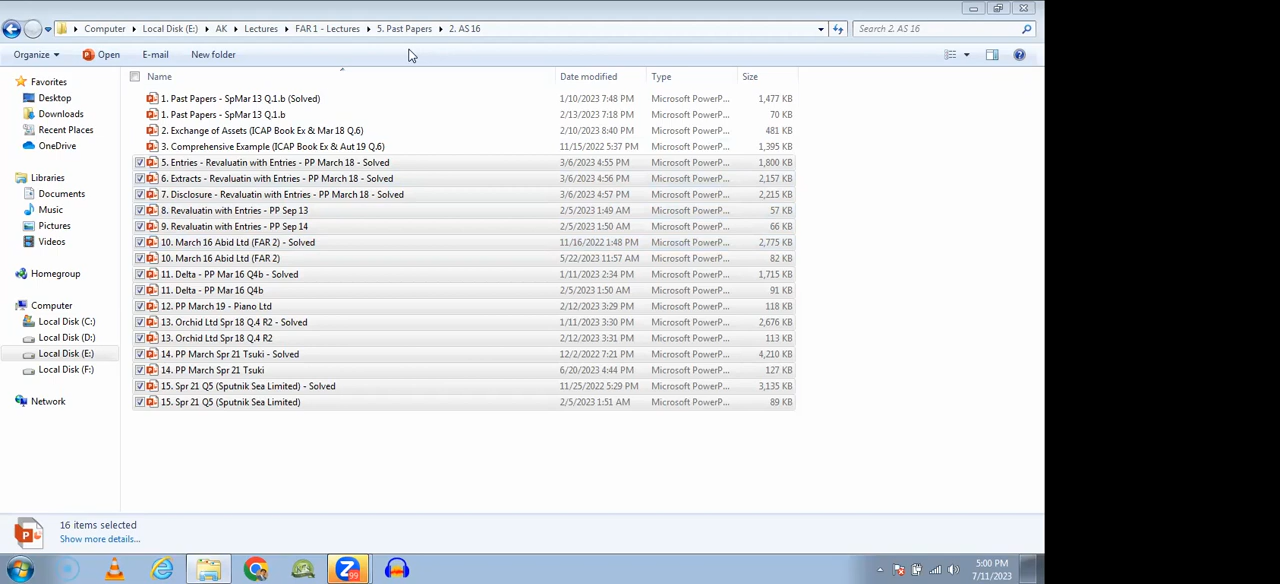 Computer ▸ Local Disk (E:) ▸ AK ▸ Lectures ▸ FAR 1 - Lectures ▸ 5. Past Papers ▸ 2. AS 16
Search 2. AS 16
Organize Open E-mail New folder
Name Date modified Type Size
Favorites
Desktop
Downloads
Recent Places
OneDrive
Libraries
Documents
Music
Pictures
Videos
Homegroup
Computer
Local Disk (C:)
Local Disk (D:)
Local Disk (E:)
Local Disk (F:)
Network
1. Past Papers - SpMar 13 Q.1.b (Solved) 1/10/2023 7:48 PM Microsoft PowerP... 1,477 KB
1. Past Papers - SpMar 13 Q.1.b 2/13/2023 7:18 PM Microsoft PowerP... 70 KB
2. Exchange of Assets (ICAP Book Ex & Mar 18 Q.6) 2/10/2023 8:40 PM Microsoft PowerP... 481 KB
3. Comprehensive Example (ICAP Book Ex & Aut 19 Q.6) 11/15/2022 5:37 PM Microsoft PowerP... 1,395 KB
5. Entries - Revaluatin with Entries - PP March 18 - Solved 3/6/2023 4:55 PM Microsoft PowerP... 1,800 KB
6. Extracts - Revaluatin with Entries - PP March 18 - Solved 3/6/2023 4:56 PM Microsoft PowerP... 2,157 KB
7. Disclosure - Revaluatin with Entries - PP March 18 - Solved 3/6/2023 4:57 PM Microsoft PowerP... 2,215 KB
8. Revaluatin with Entries - PP Sep 13 2/5/2023 1:49 AM Microsoft PowerP... 57 KB
9. Revaluatin with Entries - PP Sep 14 2/5/2023 1:50 AM Microsoft PowerP... 66 KB
10. March 16 Abid Ltd (FAR 2) - Solved 11/16/2022 1:48 PM Microsoft PowerP... 2,775 KB
10. March 16 Abid Ltd (FAR 2) 5/22/2023 11:57 AM Microsoft PowerP... 82 KB
11. Delta - PP Mar 16 Q4b - Solved 1/11/2023 2:34 PM Microsoft PowerP... 1,715 KB
11. Delta - PP Mar 16 Q4b 2/5/2023 1:50 AM Microsoft PowerP... 91 KB
12. PP March 19 - Piano Ltd 2/12/2023 3:29 PM Microsoft PowerP... 118 KB
13. Orchid Ltd Spr 18 Q.4 R2 - Solved 1/11/2023 3:30 PM Microsoft PowerP... 2,676 KB
13. Orchid Ltd Spr 18 Q.4 R2 2/12/2023 3:31 PM Microsoft PowerP... 113 KB
14. PP March Spr 21 Tsuki - Solved 12/2/2022 7:21 PM Microsoft PowerP... 4,210 KB
14. PP March Spr 21 Tsuki 6/20/2023 4:44 PM Microsoft PowerP... 127 KB
15. Spr 21 Q5 (Sputnik Sea Limited) - Solved 11/25/2022 5:29 PM Microsoft PowerP... 3,135 KB
15. Spr 21 Q5 (Sputnik Sea Limited) 2/5/2023 1:51 AM Microsoft PowerP... 89 KB
16 items selected
Show more details...
Z
99
5:00 PM
7/11/2023